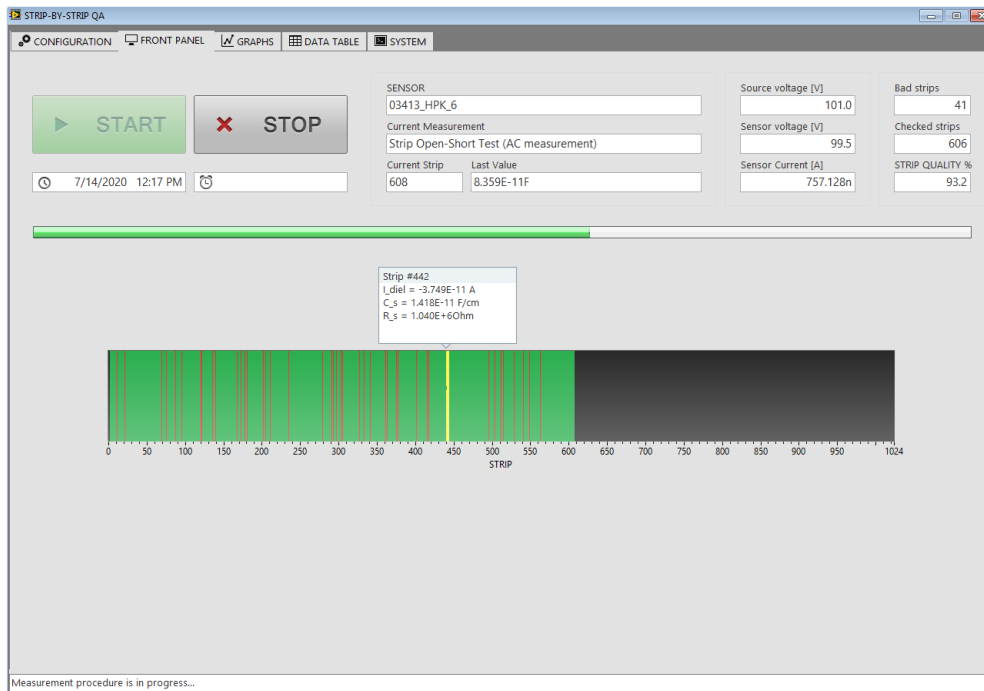 STRIP-BY-STRIP QA
CONFIGURATION FRONT PANEL GRAPHS DATA TABLE SYSTEM
START STOP
7/14/2020 12:17 PM
SENSOR
03413_HPK_6
Current Measurement
Strip Open-Short Test (AC measurement)
Current Strip Last Value
608 8.359E-11F
Source voltage [V]
101.0
Sensor voltage [V]
99.5
Sensor Current [A]
757.128n
Bad strips
41
Checked strips
606
STRIP QUALITY %
93.2
Strip #442
I_diel = -3.749E-11 A
C_s = 1.418E-11 F/cm
R_s = 1.040E+6Ohm
0 50 100 150 200 250 300 350 400 450 500 550 600 650 700 750 800 850 900 950 1024
STRIP
Measurement procedure is in progress...